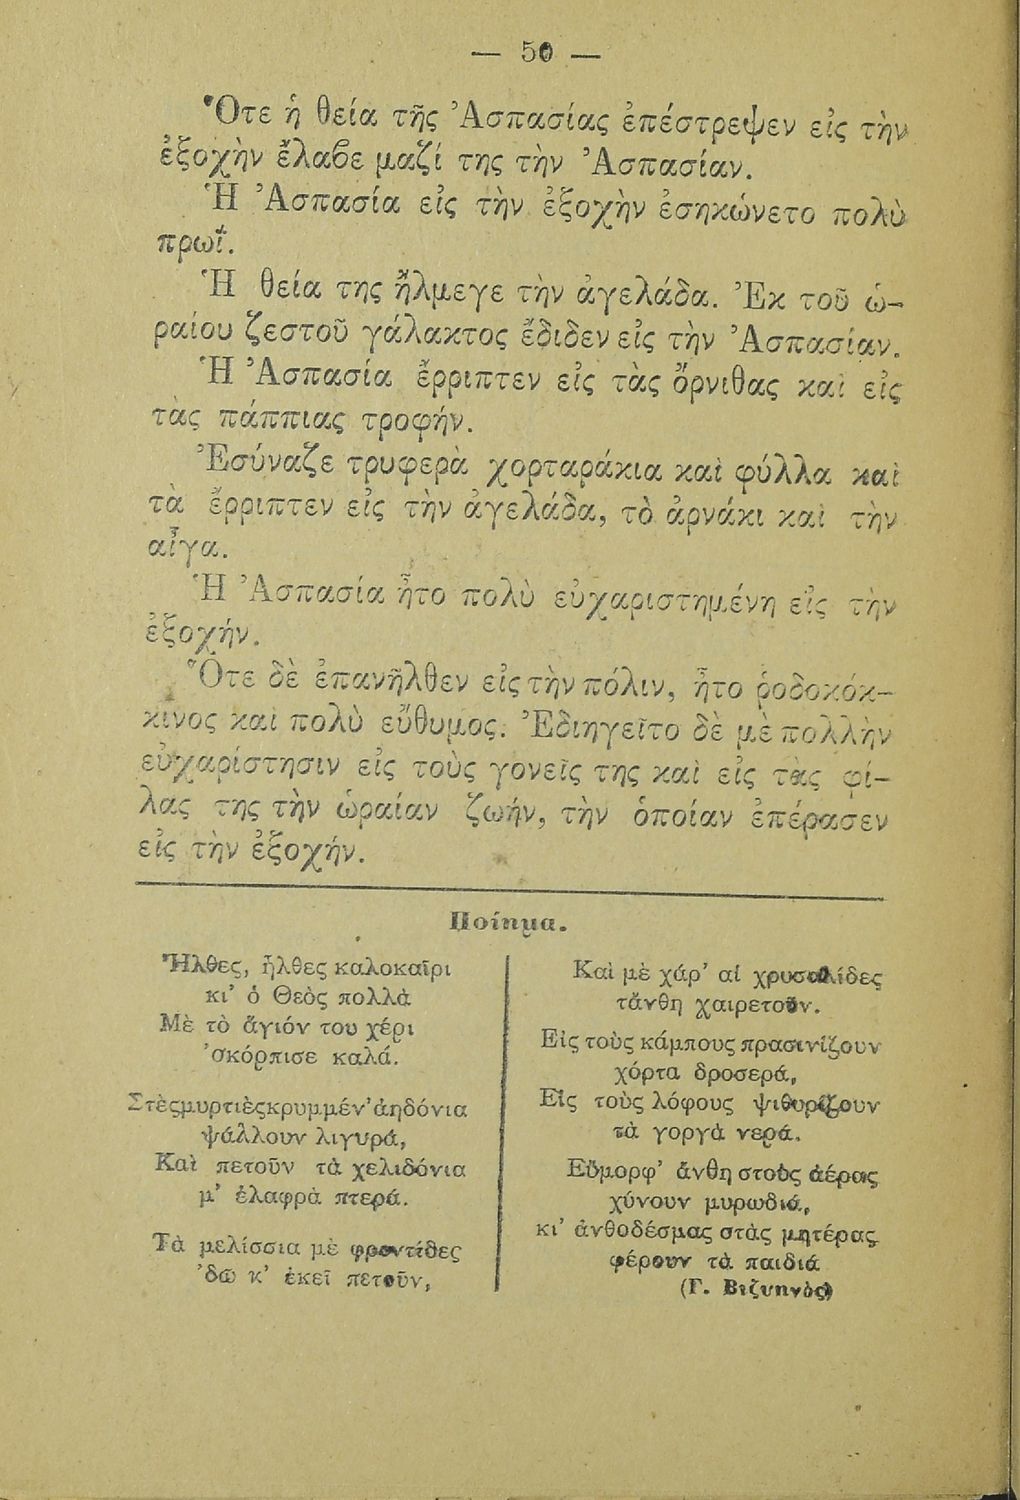 — 50 —
Ὅτε ἡ θεία τῆς Ἀσπασίας ἐπέστρεψεν εἰς τὴν
ἐξοχὴν ἔλαβε μαζί της τὴν Ἀσπασίαν.
Ἡ Ἀσπασία εἰς τὴν ἐξοχὴν ἐσηκώνετο πολὺ
πρωΐ.
Ἡ θεία της ἤλμεγε τὴν ἀγελάδα. Ἐκ τοῦ ὡ-
ραίου ζεστοῦ γάλακτος ἔδιδεν εἰς τὴν Ἀσπασίαν.
Ἡ Ἀσπασία ἔρριπτεν εἰς τὰς ὄρνιθας καὶ εἰς
τὰς πάππιας τροφήν.
Ἐσύναζε τρυφερὰ χορταράκια καὶ φύλλα καὶ
τὰ ἔρριπτεν εἰς τὴν ἀγελάδα, τὸ ἀρνάκι καὶ τὴν
αἶγα.
Ἡ Ἀσπασία ἦτο πολὺ εὐχαριστημένη εἰς τὴν
ἐξοχήν.
Ὅτε δὲ ἐπανῆλθεν εἰς τὴν πόλιν, ἦτο ῥοδοκόκ-
κινος καὶ πολὺ εὔθυμος. Ἐδιηγεῖτο δὲ μὲ πολλὴν
εὐχαρίστησιν εἰς τοὺς γονεῖς της καὶ εἰς τὰς φί-
λας της τὴν ὡραίαν ζωήν, τὴν ὁποίαν ἐπέρασεν
εἰς τὴν ἐξοχήν.
Ποίημα.
Ἦλθες, ἦλθες καλοκαῖρι
κι' ὁ Θεὸς πολλὰ
Μὲ τὸ ἅγιόν του χέρι
'σκόρπισε καλά.
Στὲς μυρτιὲς κρυμμέν' ἀηδόνια
ψάλλουν λιγυρά,
Καὶ πετοῦν τὰ χελιδόνια
μ' ἐλαφρὰ πτερά.
Τὰ μελίσσια μὲ φροντίδες
'δῶ κ' ἐκεῖ πετοῦν,
Καὶ μὲ χάρ' αἱ χρυσαλίδες
τἄνθη χαιρετοῦν.
Εἰς τοὺς κάμπους πρασινίζουν
χόρτα δροσερά,
Εἰς τοὺς λόφους ψιθυρίζουν
τὰ γοργὰ νερά.
Εὔμορφ' ἄνθη στοὺς ἀέρας
χύνουν μυρωδιά,
κι' ἀνθοδέσμας στὰς μητέρας
φέρουν τὰ παιδιά
(Γ. Βιζυηνὸς)